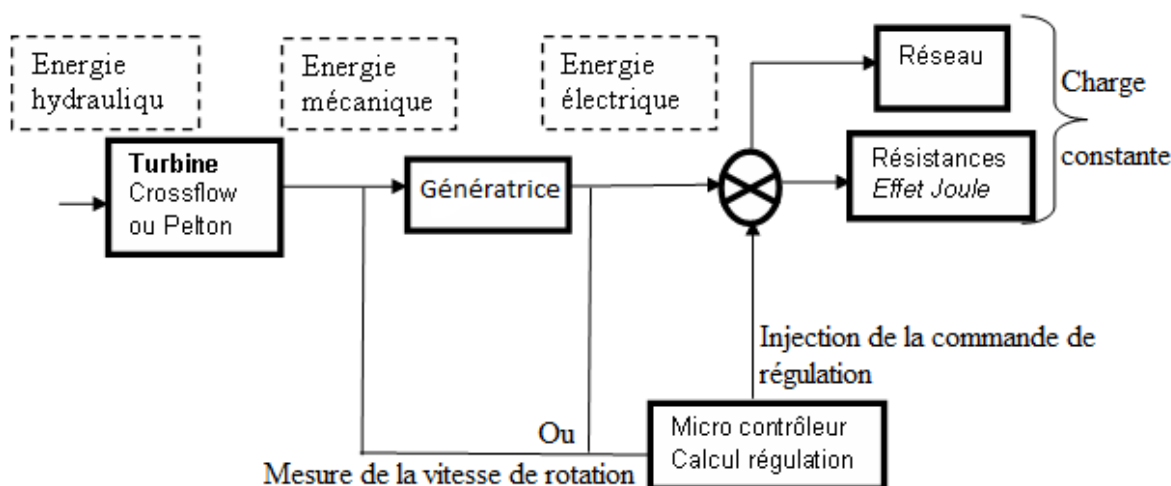 Energie
hydrauliqu
Energie
mécanique
Energie
électrique
Réseau
Charge
constante
Turbine
Crossflow
ou Pelton
Génératrice
Résistances
Effet Joule
Injection de la commande de
régulation
Ou
Mesure de la vitesse de rotation
Micro contrôleur
Calcul régulation